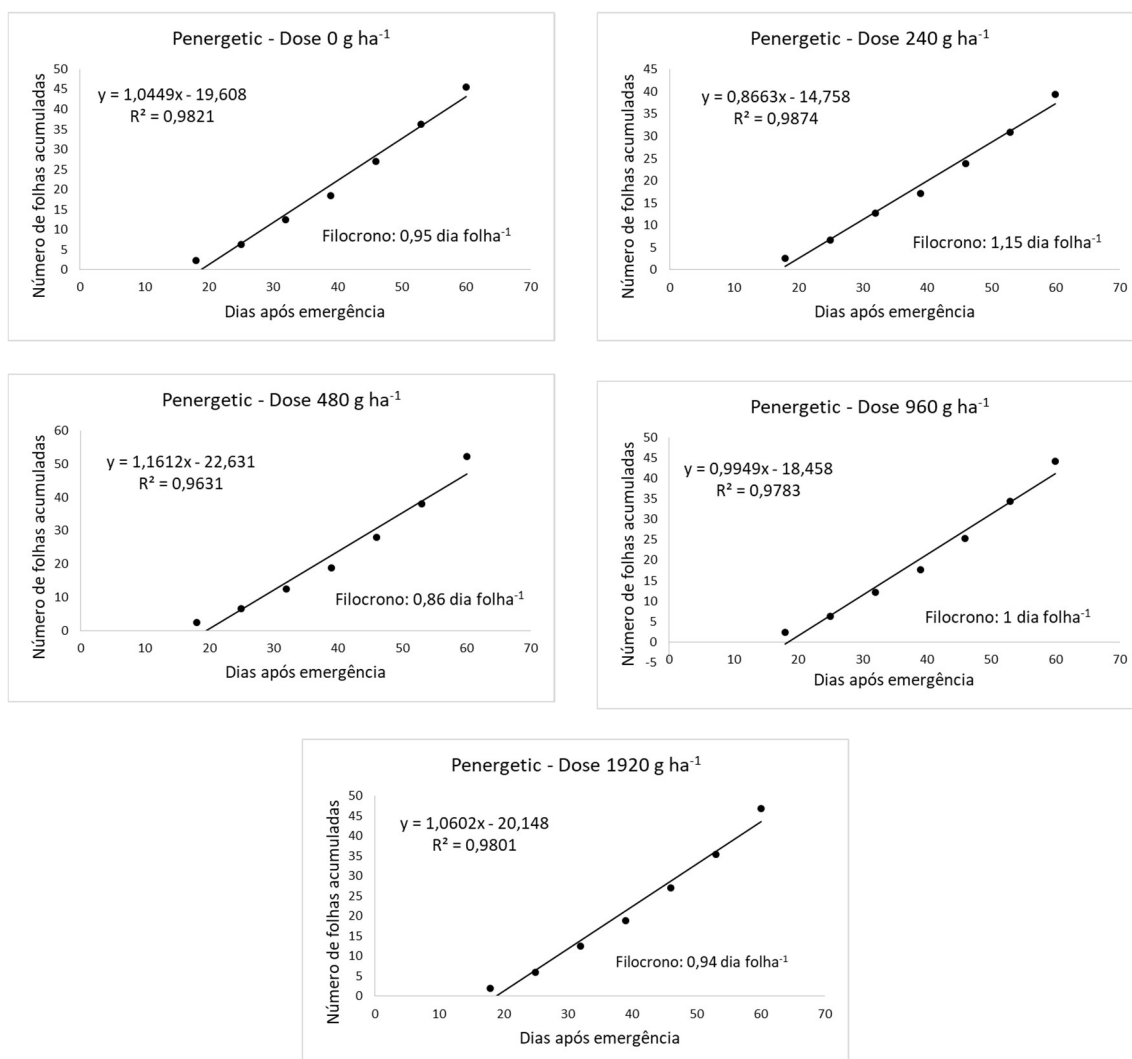 Penergetic - Dose 0 g ha⁻¹
Número de folhas acumuladas
50
45
40
35
30
25
20
15
10
5
0
y = 1,0449x - 19,608
R² = 0,9821
Filocrono: 0,95 dia folha⁻¹
0 10 20 30 40 50 60 70
Dias após emergência
Penergetic - Dose 240 g ha⁻¹
Número de folhas acumuladas
45
40
35
30
25
20
15
10
5
0
y = 0,8663x - 14,758
R² = 0,9874
Filocrono: 1,15 dia folha⁻¹
0 10 20 30 40 50 60 70
Dias após emergência
Penergetic - Dose 480 g ha⁻¹
Número de folhas acumuladas
60
50
40
30
20
10
0
y = 1,1612x - 22,631
R² = 0,9631
Filocrono: 0,86 dia folha⁻¹
0 10 20 30 40 50 60 70
Dias após emergência
Penergetic - Dose 960 g ha⁻¹
Número de folhas acumuladas
50
45
40
35
30
25
20
15
10
5
0
-5
y = 0,9949x - 18,458
R² = 0,9783
Filocrono: 1 dia folha⁻¹
0 10 20 30 40 50 60 70
Dias após emergência
Penergetic - Dose 1920 g ha⁻¹
Número de folhas acumuladas
50
45
40
35
30
25
20
15
10
5
0
y = 1,0602x - 20,148
R² = 0,9801
Filocrono: 0,94 dia folha⁻¹
0 10 20 30 40 50 60 70
Dias após emergência